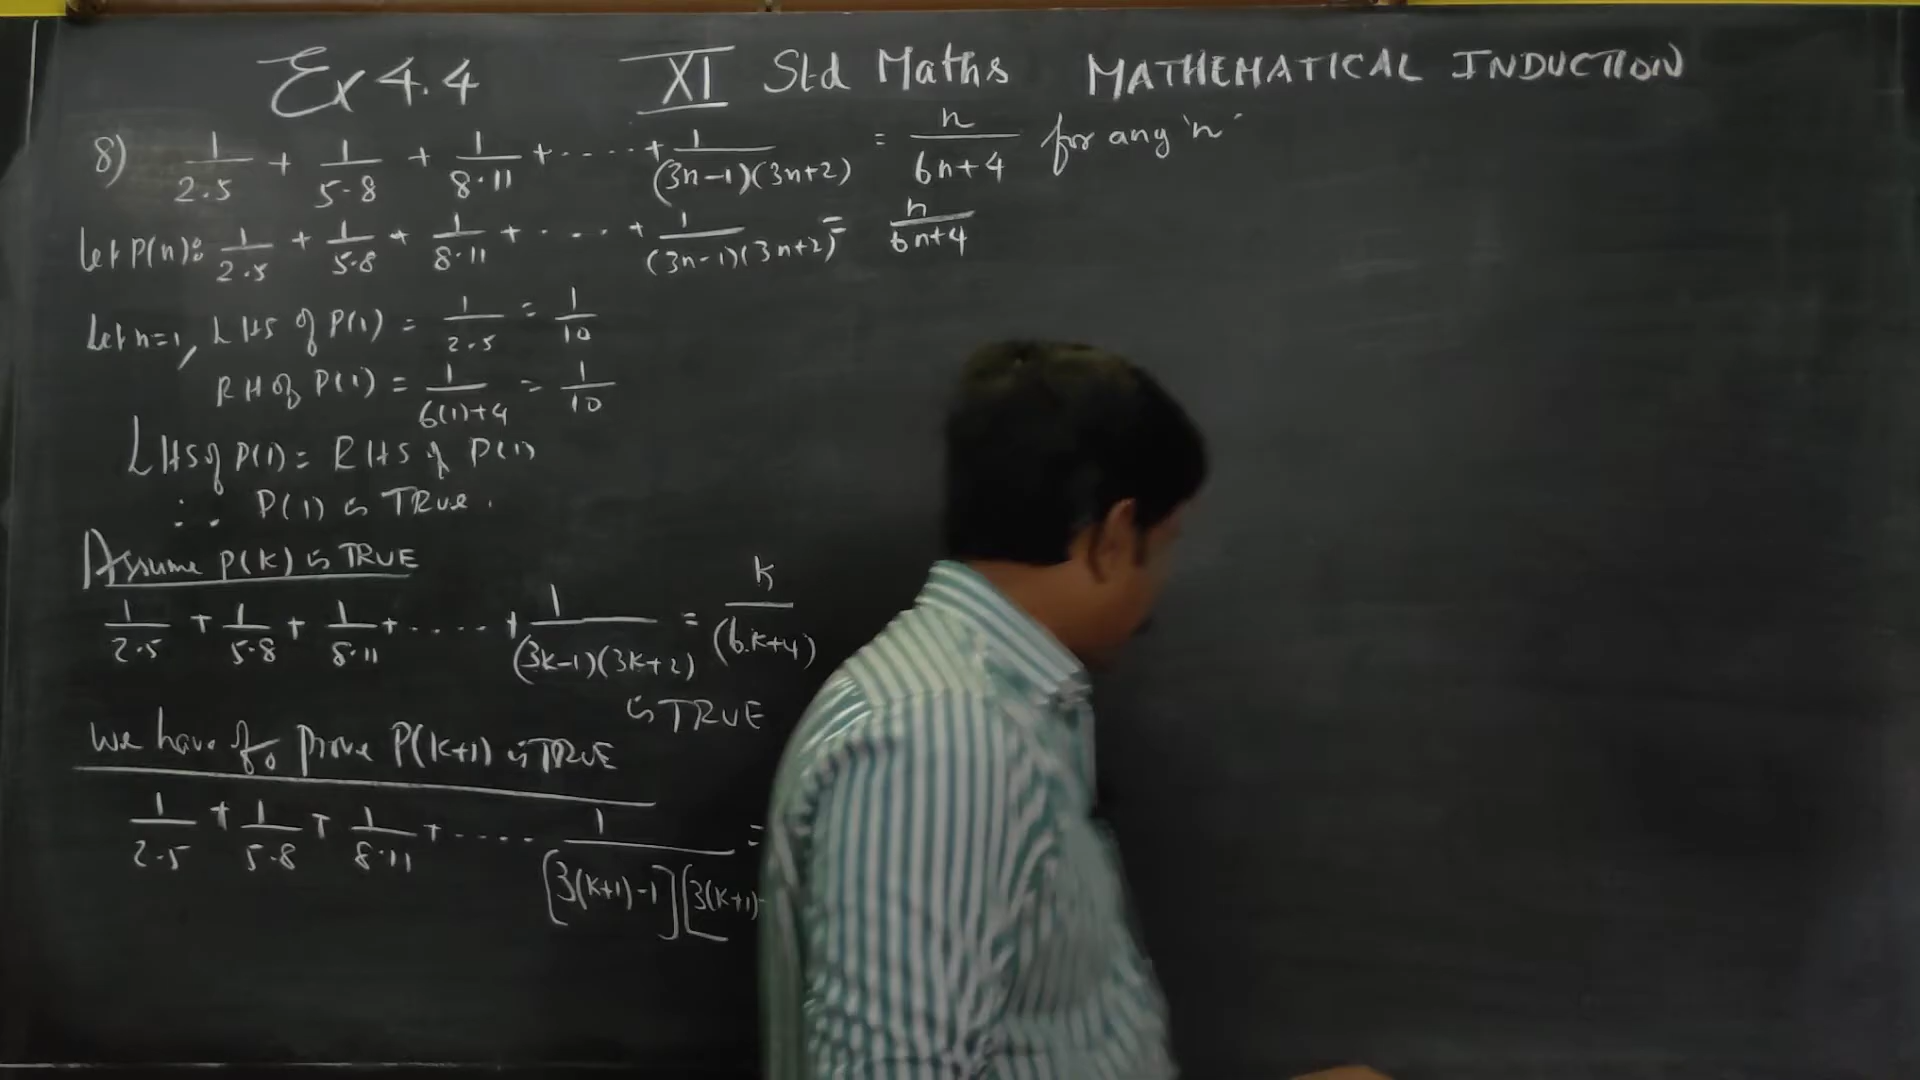 Ex 4.4 XI Std Maths MATHEMATICAL INDUCTION
8) 1/2.5 + 1/5.8 + 1/8.11 + ..... + 1/(3n-1)(3n+2) = n/6n+4 for any 'n'
Let P(n): 1/2.5 + 1/5.8 + 1/8.11 + ..... + 1/(3n-1)(3n+2) = n/6n+4
Let n=1, LHS of P(1) = 1/2.5 = 1/10
RH of P(1) = 1/6(1)+4 = 1/10
LHS of P(1) = RHS of P(1)
∴ P(1) is TRUE.
Assume P(k) is TRUE
1/2.5 + 1/5.8 + 1/8.11 + ..... + 1/(3k-1)(3k+2) = k/(6k+4)
is TRUE
We have to prove P(k+1) is TRUE
1/2.5 + 1/5.8 + 1/8.11 + ..... 1/[3(k+1)-1][3(k+1) =